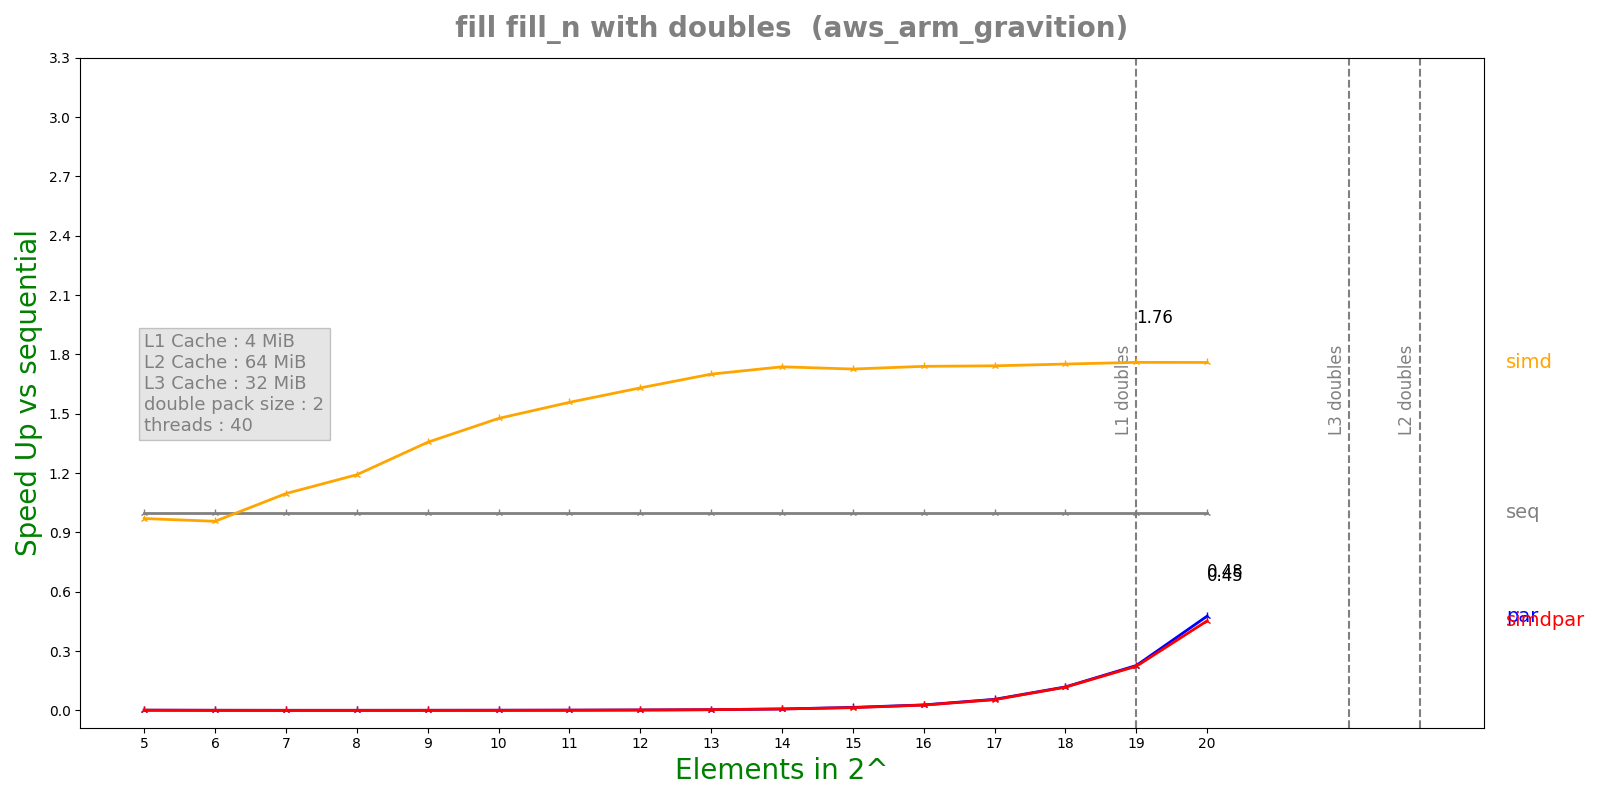 fill fill_n with doubles (aws_arm_gravition)
Speed Up vs sequential
3.3
3.0
2.7
2.4
2.1
1.8
1.5
1.2
0.9
0.6
0.3
0.0
L1 Cache : 4 MiB
L2 Cache : 64 MiB
L3 Cache : 32 MiB
double pack size : 2
threads : 40
1.76
L1 doubles
L3 doubles
L2 doubles
0.48
0.45
simd
seq
par
simdpar
5 6 7 8 9 10 11 12 13 14 15 16 17 18 19 20
Elements in 2^